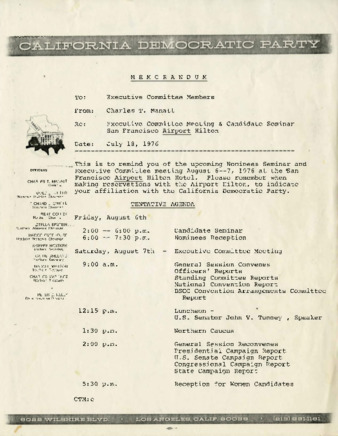 CALIFORNIA DEMOCRATIC PARTY
MEMORANDUM
To: Executive Committee Members
From: Charles T. Manatt
Re: Executive Committee Meeting & Candidate Seminar
San Francisco Airport Hilton
Date: July 18, 1976
This is to remind you of the upcoming Nominees Seminar and
Executive Committee meeting August 6--7, 1976 at the San
Francisco Airport Hilton Hotel. Please remember when
making reservations with the Airport Hilton, to indicate
your affiliation with the California Democratic Party.
OFFICERS
CHARLES T. MANATT
TENTATIVE AGENDA
Friday, August 6th
2:00 -- 6:00 p.m. Candidate Seminar
6:00 -- 7:30 p.m. Nominees Reception
Saturday, August 7th - Executive Committee Meeting
9:00 a.m. General Session Convenes
Officers' Reports
Standing Committee Reports
National Convention Report
DSCC Convention Arrangements Committee
Report
12:15 p.m. Luncheon -
U.S. Senator John V. Tunney, Speaker
1:30 p.m. Northern Caucus
2:00 p.m. General Session Reconvenes
Presidential Campaign Report
U.S. Senate Campaign Report
Congressional Campaign Report
State Campaign Report
5:30 p.m. Reception for Women Candidates
CTM:c
WILSHIRE BLVD. LOS ANGELES, CALIF.